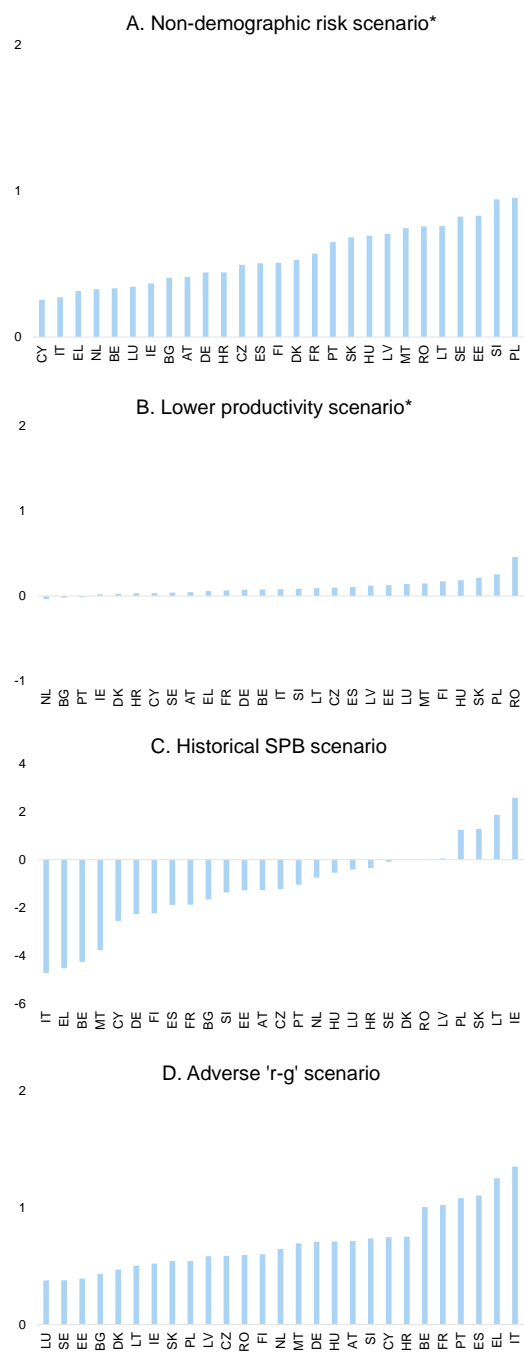 A. Non-demographic risk scenario*
2
1
0
CY IT EL NL BE LU IE BG AT DE HR CZ ES FI DK FR PT SK HU LV MT RO LT SE EE SI PL
B. Lower productivity scenario*
2
1
0
-1
NL BG PT IE DK HR CY SE AT EL FR DE BE IT SI LT CZ ES LV EE LU MT FI HU SK PL RO
C. Historical SPB scenario
4
2
0
-2
-4
-6
IT EL BE MT CY DE FI ES FR BG SI EE AT CZ PT NL HU LU HR SE DK RO LV PL SK LT IE
D. Adverse 'r-g' scenario
2
1
0
LU SE EE BG DK LT IE SK PL LV CZ RO FI NL MT DE HU AT SI CY HR BE FR PT ES EL IT